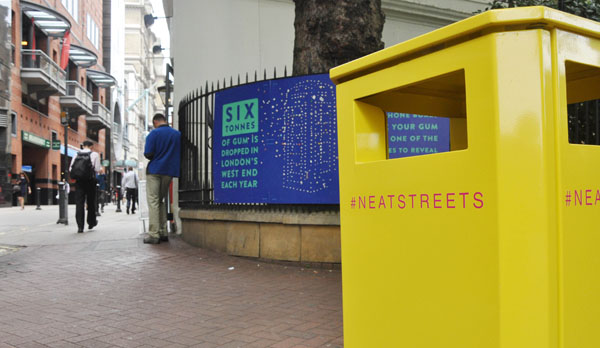 SIX
TONNES
OF GUM IS
DROPPED IN
LONDON'S
WEST END
EACH YEAR
YOUR GUM
ONE OF THE
TO REVEAL
#NEATSTREETS
#NEA